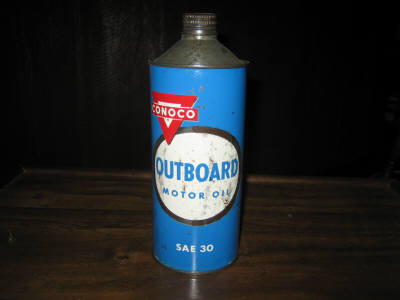 CONOCO
OUTBOARD
MOTOR OIL
SAE 30